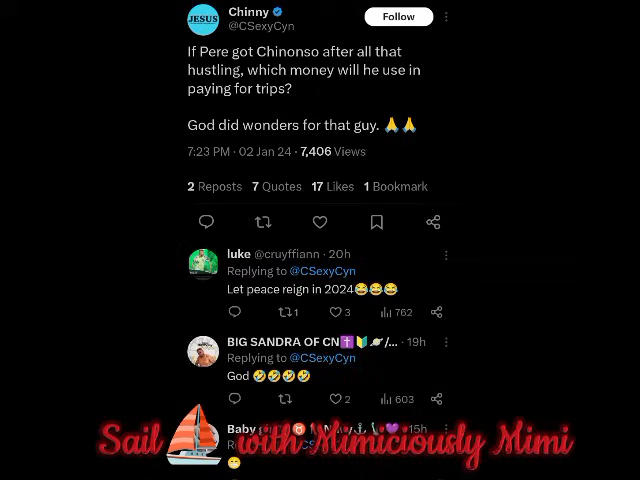 JESUS
Chinny
@CSexyCyn
Follow
If Pere got Chinonso after all that
hustling, which money will he use in
paying for trips?
God did wonders for that guy. 🙏🙏
7:23 PM · 02 Jan 24 · 7,406 Views
2 Reposts 7 Quotes 17 Likes 1 Bookmark
luke @cruyffiann · 20h
Replying to @CSexyCyn
Let peace reign in 2024😂😂😂
1 3 762
BIG SANDRA OF CN✝️🔰🪐/... · 19h
Replying to @CSexyCyn
God 🤣🤣🤣🤣
2 603
Baby
15h
Sail with Mimiciously Mimi
😁